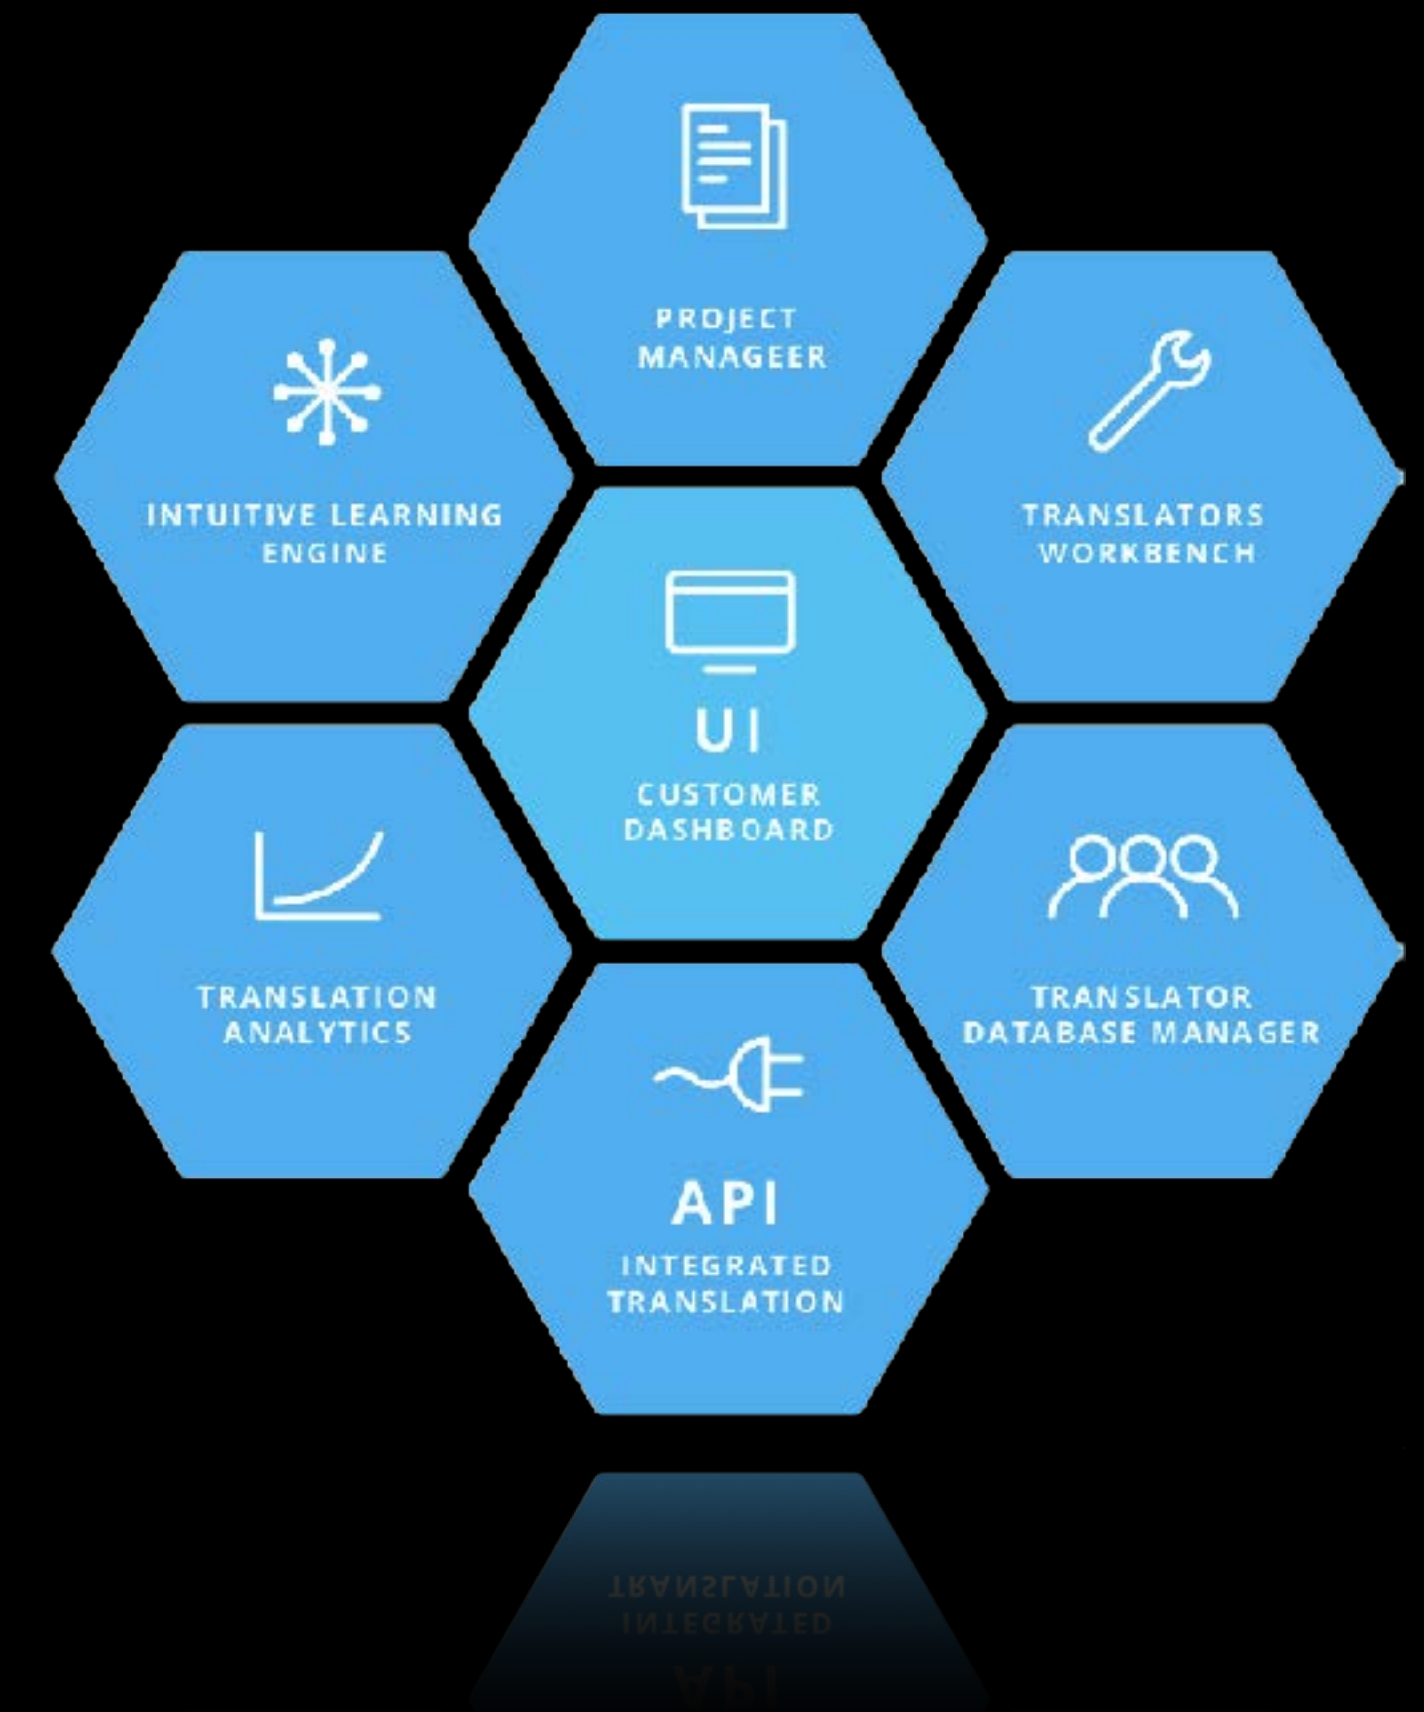 PROJECT
MANAGEER
INTUITIVE LEARNING
ENGINE
TRANSLATORS
WORKBENCH
UI
CUSTOMER
DASHBOARD
TRANSLATION
ANALYTICS
TRANSLATOR
DATABASE MANAGER
API
INTEGRATED
TRANSLATION